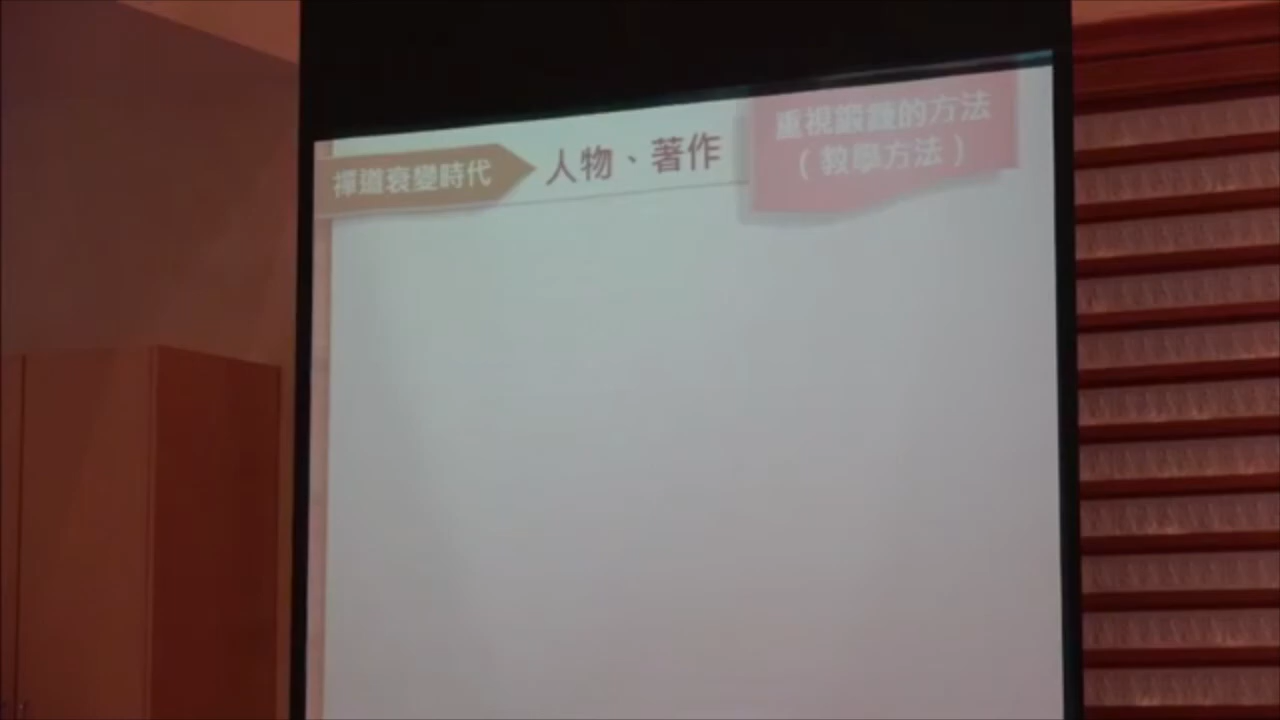 禪道衰變時代
人物、著作
重視鍛鍊的方法
（教學方法）